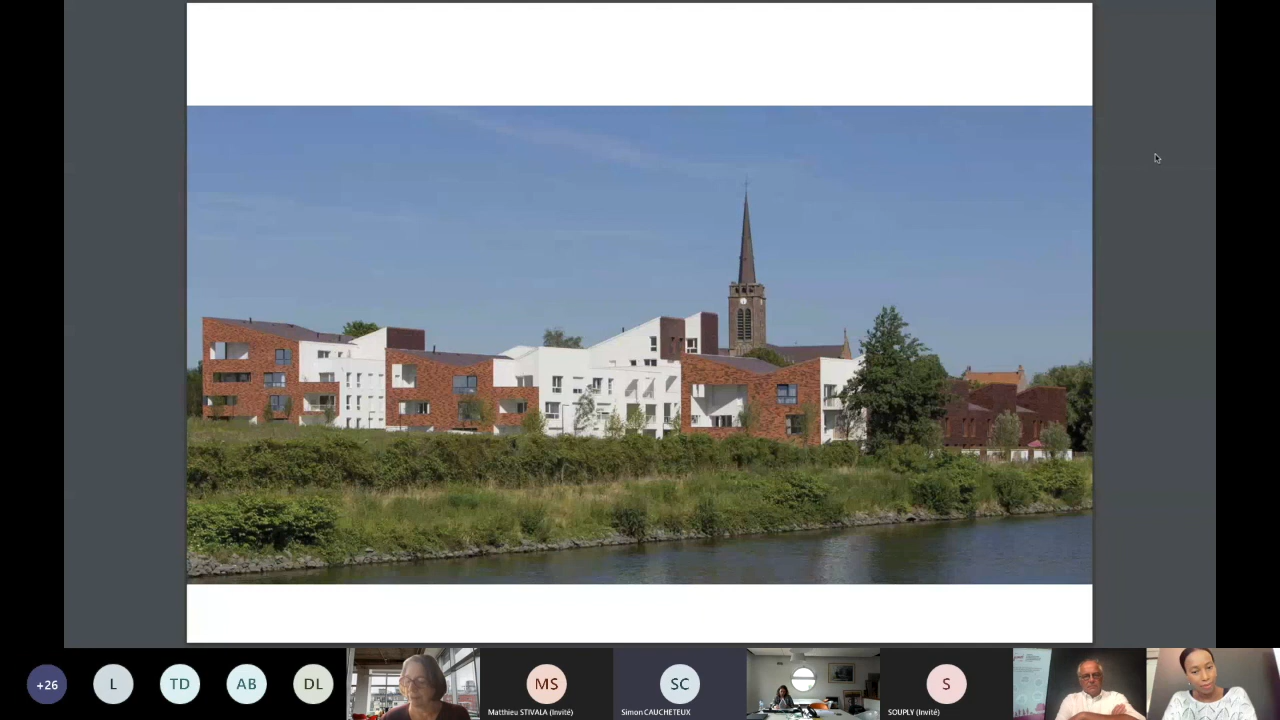 +26
L
TD
AB
DL
MS
Matthieu STIVALA (Invité)
SC
Simon CAUCHETEUX
S
SOUPLY (Invité)